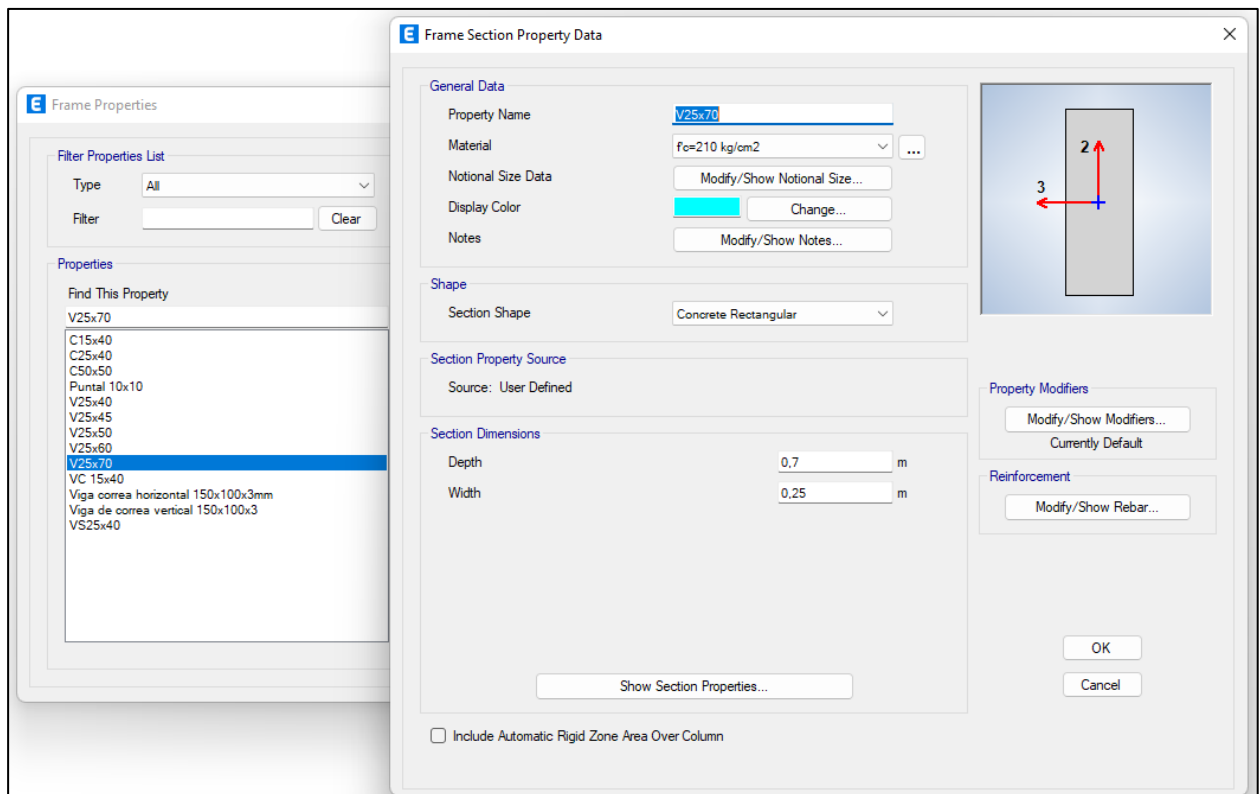 E Frame Properties
Filter Properties List
Type All
Filter Clear
Properties
Find This Property
V25x70
C15x40
C25x40
C50x50
Puntal 10x10
V25x40
V25x45
V25x50
V25x60
V25x70
VC 15x40
Viga correa horizontal 150x100x3mm
Viga de correa vertical 150x100x3
VS25x40
E Frame Section Property Data
General Data
Property Name V25x70
Material f'c=210 kg/cm2 ...
Notional Size Data Modify/Show Notional Size...
Display Color Change...
Notes Modify/Show Notes...
Shape
Section Shape Concrete Rectangular
Section Property Source
Source: User Defined
Section Dimensions
Depth 0,7 m
Width 0,25 m
Show Section Properties...
Include Automatic Rigid Zone Area Over Column
2
3
Property Modifiers
Modify/Show Modifiers...
Currently Default
Reinforcement
Modify/Show Rebar...
OK
Cancel